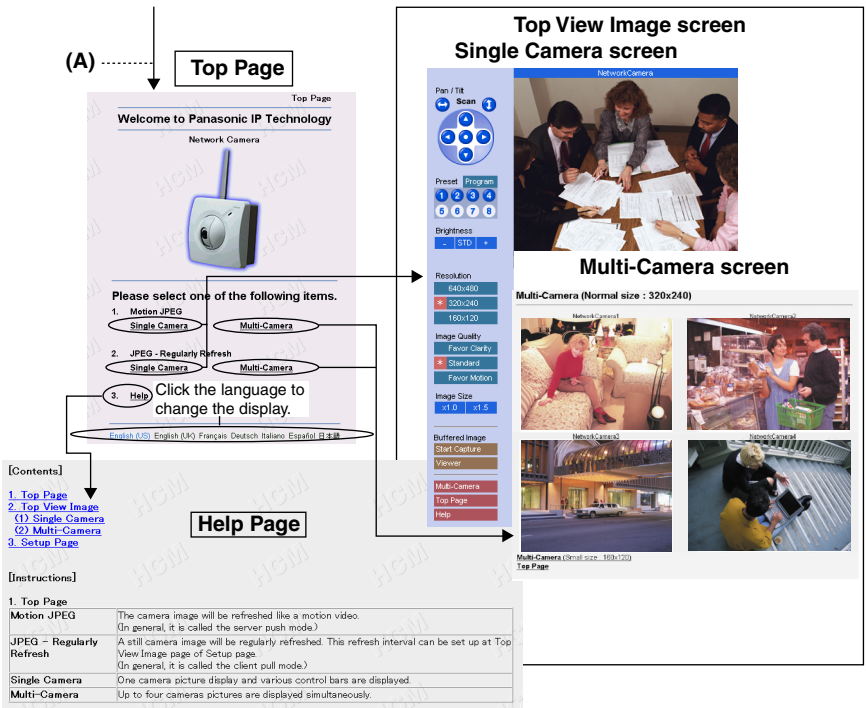 (A)
Top Page
Top Page
Welcome to Panasonic IP Technology
Network Camera
Please select one of the following items.
1. Motion JPEG
Single Camera
Multi-Camera
2. JPEG - Regularly Refresh
Single Camera
Multi-Camera
3. Help
Click the language to
change the display.
English (US) English (UK) Français Deutsch Italiano Español 日本語
Top View Image screen
Single Camera screen
NetworkCamera
Pan / Tilt
Scan
Preset Program
1 2 3 4
5 6 7 8
Brightness
- STD +
Resolution
640x480
* 320x240
160x120
Image Quality
Favor Clarity
* Standard
Favor Motion
Image Size
x1.0 x1.5
Buffered Image
Start Capture
Viewer
Multi-Camera
Top Page
Help
Multi-Camera screen
Multi-Camera (Normal size : 320x240)
NetworkCamera1
NetworkCamera2
NetworkCamera3
NetworkCamera4
Multi-Camera (Small size : 160x120)
Top Page
Help Page
[Contents]
1. Top Page
2. Top View Image
(1) Single Camera
(2) Multi-Camera
3. Setup Page
[Instructions]
1. Top Page
Motion JPEG
The camera image will be refreshed like a motion video.
(In general, it is called the server push mode.)
JPEG - Regularly
Refresh
A still camera image will be regularly refreshed. This refresh interval can be set up at Top
View Image page of Setup page.
(In general, it is called the client pull mode.)
Single Camera
One camera picture display and various control bars are displayed.
Multi-Camera
Up to four cameras pictures are displayed simultaneously.
HCM